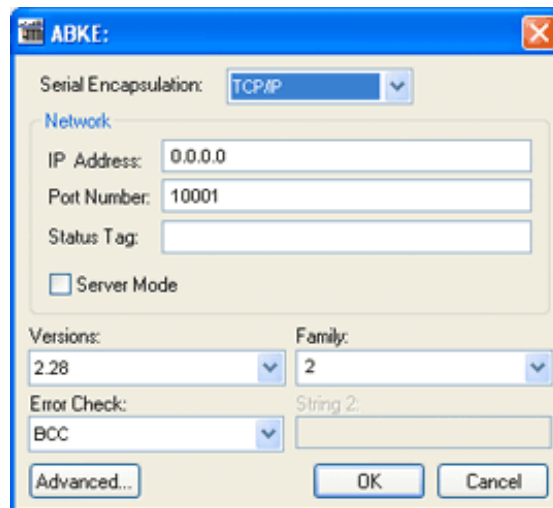 ABKE:
Serial Encapsulation: TCP/IP
Network
IP Address: 0.0.0.0
Port Number: 10001
Status Tag:
Server Mode
Versions: Family:
2.28 2
Error Check: String 2:
BCC
Advanced... OK Cancel